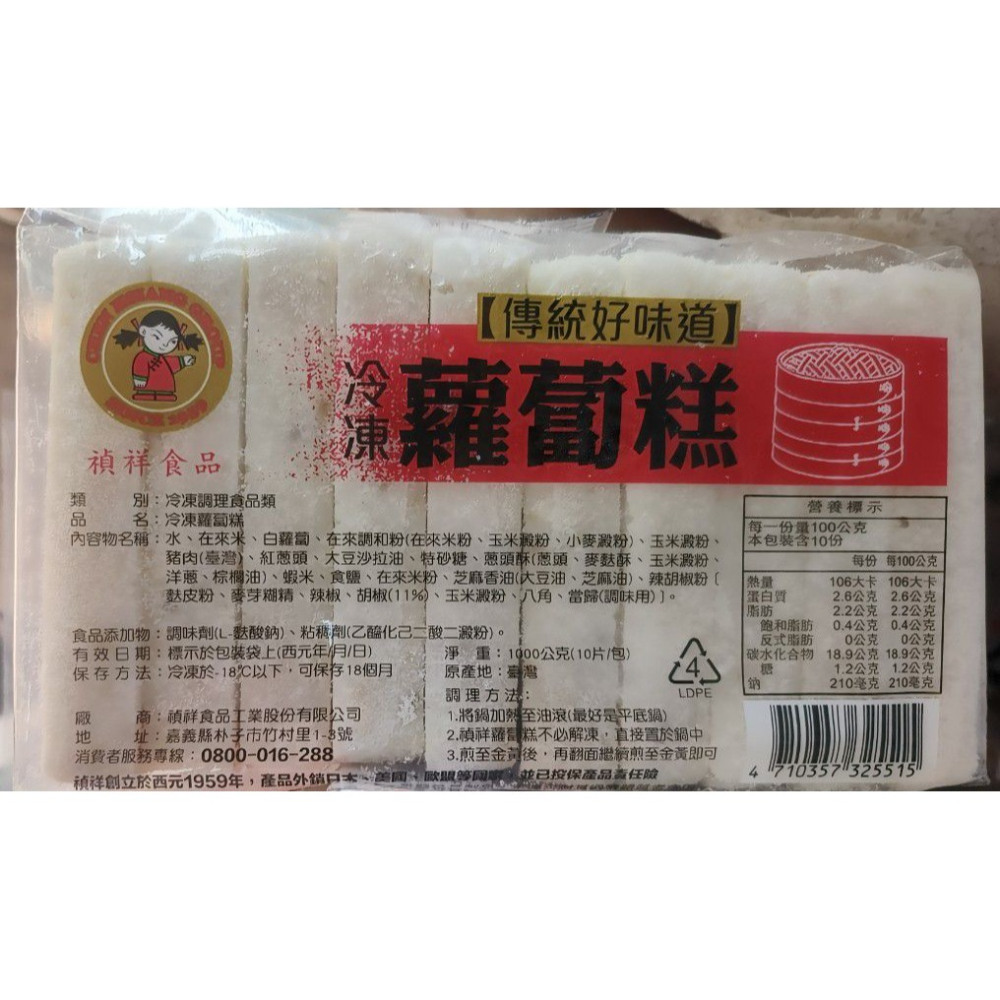 【傳統好味道】
冷凍 蘿蔔糕
禎祥食品
類 別：冷凍調理食品類
品 名：冷凍蘿蔔糕
內容物名稱：水、在來米、白蘿蔔、在來調和粉(在來米粉、玉米澱粉、小麥澱粉)、玉米澱粉、
豬肉(臺灣)、紅蔥頭、大豆沙拉油、特砂糖、蔥頭酥(蔥頭、麥麩酥、玉米澱粉、
洋蔥、棕櫚油)、蝦米、食鹽、在來米粉、芝麻香油(大豆油、芝麻油)、辣胡椒粉〔
麩皮粉、麥芽糊精、辣椒、胡椒(11%)、玉米澱粉、八角、當歸(調味用)〕。
食品添加物：調味劑(L-麩酸鈉)、粘稠劑(乙醯化己二酸二澱粉)。
有效日期：標示於包裝袋上(西元年/月/日)
保存方法：冷凍於-18℃以下，可保存18個月
淨 重：1000公克(10片/包)
原產地：臺灣
調理方法：
1.將鍋加熱至油滾(最好是平底鍋)
2.禎祥蘿蔔糕不必解凍，直接置於鍋中
3.煎至金黃後，再翻面繼續煎至金黃即可
廠 商：禎祥食品工業股份有限公司
地 址：嘉義縣朴子市竹村里1-3號
消費者服務專線：0800-016-288
禎祥創立於西元1959年，產品外銷日本、美國、歐盟等國家，並已投保產品責任險
4
LDPE
營養標示
每一份量100公克
本包裝含10份
每份 每100公克
熱量 106大卡 106大卡
蛋白質 2.6公克 2.6公克
脂肪 2.2公克 2.2公克
飽和脂肪 0.4公克 0.4公克
反式脂肪 0公克 0公克
碳水化合物 18.9公克 18.9公克
糖 1.2公克 1.2公克
鈉 210毫克 210毫克
4 710357 325515